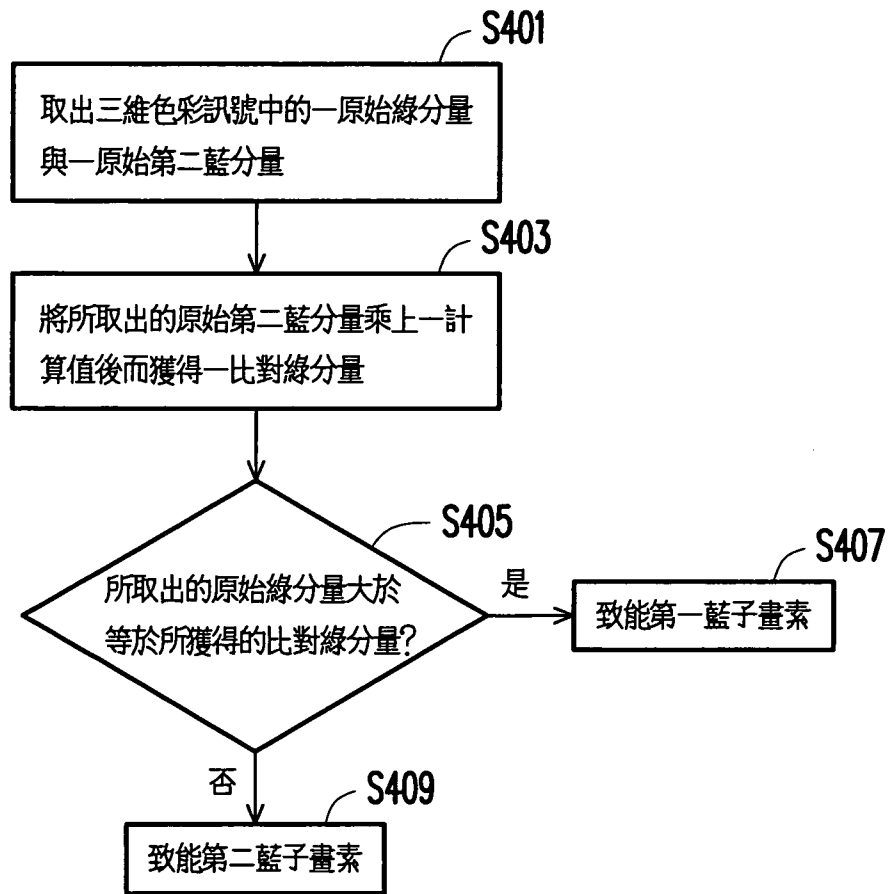 S401
取出三維色彩訊號中的一原始綠分量
與一原始第二藍分量
S403
將所取出的原始第二藍分量乘上一計
算值後而獲得一比對綠分量
S405
所取出的原始綠分量大於
等於所獲得的比對綠分量?
是
S407
致能第一藍子畫素
否
S409
致能第二藍子畫素